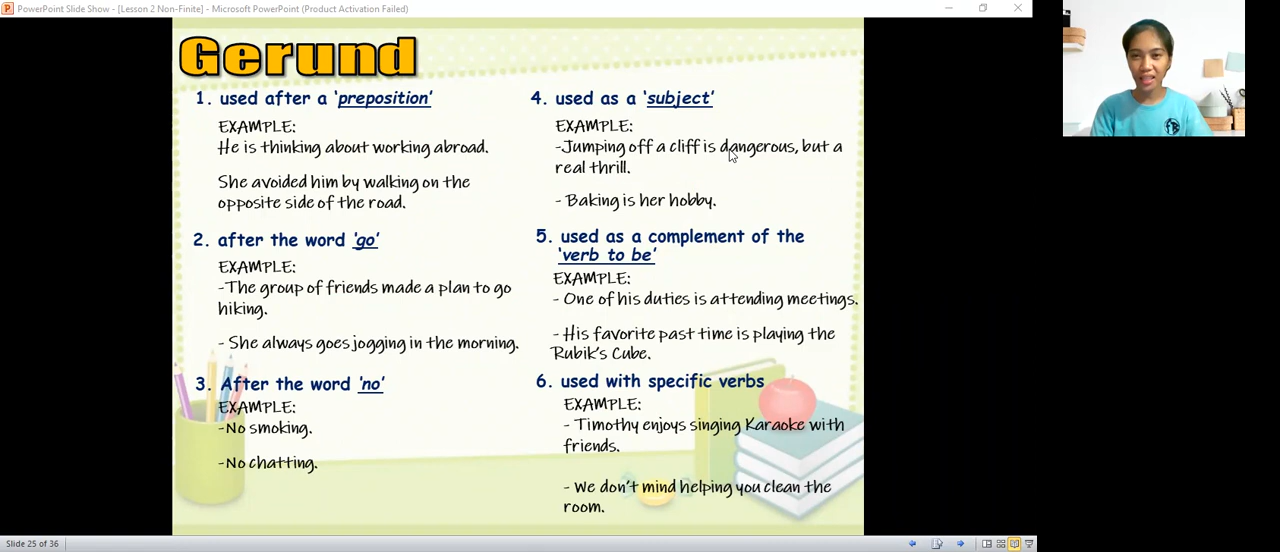 PowerPoint Slide Show - [Lesson 2 Non-Finite] - Microsoft PowerPoint (Product Activation Failed)
Gerund
1. used after a ‘preposition’
EXAMPLE:
He is thinking about working abroad.
She avoided him by walking on the
opposite side of the road.
2. after the word ‘go’
EXAMPLE:
-The group of friends made a plan to go
hiking.
- She always goes jogging in the morning.
3. After the word ‘no’
EXAMPLE:
-No smoking.
-No chatting.
4. used as a ‘subject’
EXAMPLE:
-Jumping off a cliff is dangerous, but a
real thrill.
- Baking is her hobby.
5. used as a complement of the
‘verb to be’
EXAMPLE:
- One of his duties is attending meetings.
- His favorite past time is playing the
Rubik’s Cube.
6. used with specific verbs
EXAMPLE:
- Timothy enjoys singing Karaoke with
friends.
- We don’t mind helping you clean the
room.
Slide 25 of 36